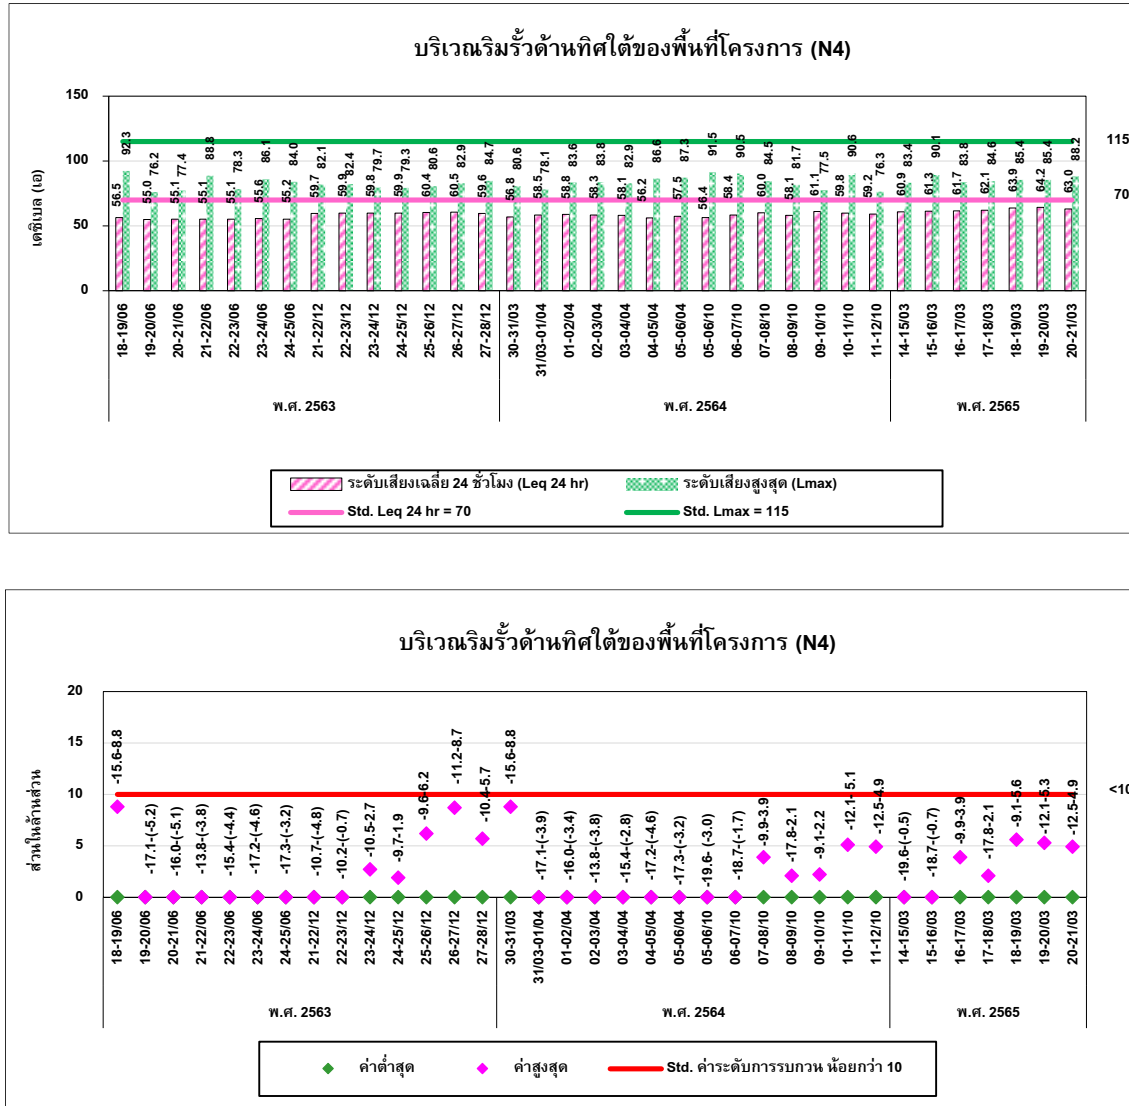 บริเวณริมรั้วด้านทิศใต้ของพื้นที่โครงการ (N4)
เดซิเบล (เอ)
150
100
50
0
115
70
56.5 92.3 55.0 76.2 55.1 77.4 55.1 88.8 55.1 78.3 55.6 86.1 55.2 84.0 59.7 82.1 59.9 82.4 59.8 79.7 59.9 79.3 60.4 80.6 60.5 82.9 59.6 84.7 56.8 80.6 58.5 78.1 58.8 83.6 58.3 83.8 58.1 82.9 56.2 86.6 57.5 87.3 56.4 91.5 58.4 90.5 60.0 84.5 58.1 81.7 61.1 77.5 59.8 90.6 59.2 76.3 60.9 83.4 61.3 90.1 61.7 83.8 62.1 84.6 63.9 85.4 64.2 85.4 63.0 88.2
18-19/06 19-20/06 20-21/06 21-22/06 22-23/06 23-24/06 24-25/06 21-22/12 22-23/12 23-24/12 24-25/12 25-26/12 26-27/12 27-28/12 30-31/03 31/03-01/04 01-02/04 02-03/04 03-04/04 04-05/04 05-06/04 05-06/10 06-07/10 07-08/10 08-09/10 09-10/10 10-11/10 11-12/10 14-15/03 15-16/03 16-17/03 17-18/03 18-19/03 19-20/03 20-21/03
พ.ศ. 2563 พ.ศ. 2564 พ.ศ. 2565
ระดับเสียงเฉลี่ย 24 ชั่วโมง (Leq 24 hr) ระดับเสียงสูงสุด (Lmax)
Std. Leq 24 hr = 70 Std. Lmax = 115
บริเวณริมรั้วด้านทิศใต้ของพื้นที่โครงการ (N4)
ส่วนในล้านส่วน
20
15
10
5
0
<10
-15.6-8.8 -17.1-(-5.2) -16.0-(-5.1) -13.8-(-3.8) -15.4-(-4.4) -17.2-(-4.6) -17.3-(-3.2) -10.7-(-4.8) -10.2-(-0.7) -10.5-2.7 -9.7-1.9 -9.6-6.2 -11.2-8.7 -10.4-5.7 -15.6-8.8 -17.1-(-3.9) -16.0-(-3.4) -13.8-(-3.8) -15.4-(-2.8) -17.2-(-4.6) -17.3-(-3.2) -19.6- (-3.0) -18.7-(-1.7) -9.9-3.9 -17.8-2.1 -9.1-2.2 -12.1- 5.1 -12.5-4.9 -19.6-(-0.5) -18.7-(-0.7) -9.9-3.9 -17.8-2.1 -9.1-5.6 -12.1-5.3 -12.5-4.9
18-19/06 19-20/06 20-21/06 21-22/06 22-23/06 23-24/06 24-25/06 21-22/12 22-23/12 23-24/12 24-25/12 25-26/12 26-27/12 27-28/12 30-31/03 31/03-01/04 01-02/04 02-03/04 03-04/04 04-05/04 05-06/04 05-06/10 06-07/10 07-08/10 08-09/10 09-10/10 10-11/10 11-12/10 14-15/03 15-16/03 16-17/03 17-18/03 18-19/03 19-20/03 20-21/03
พ.ศ. 2563 พ.ศ. 2564 พ.ศ. 2565
ค่าต่ำสุด ค่าสูงสุด Std. ค่าระดับการรบกวน น้อยกว่า 10